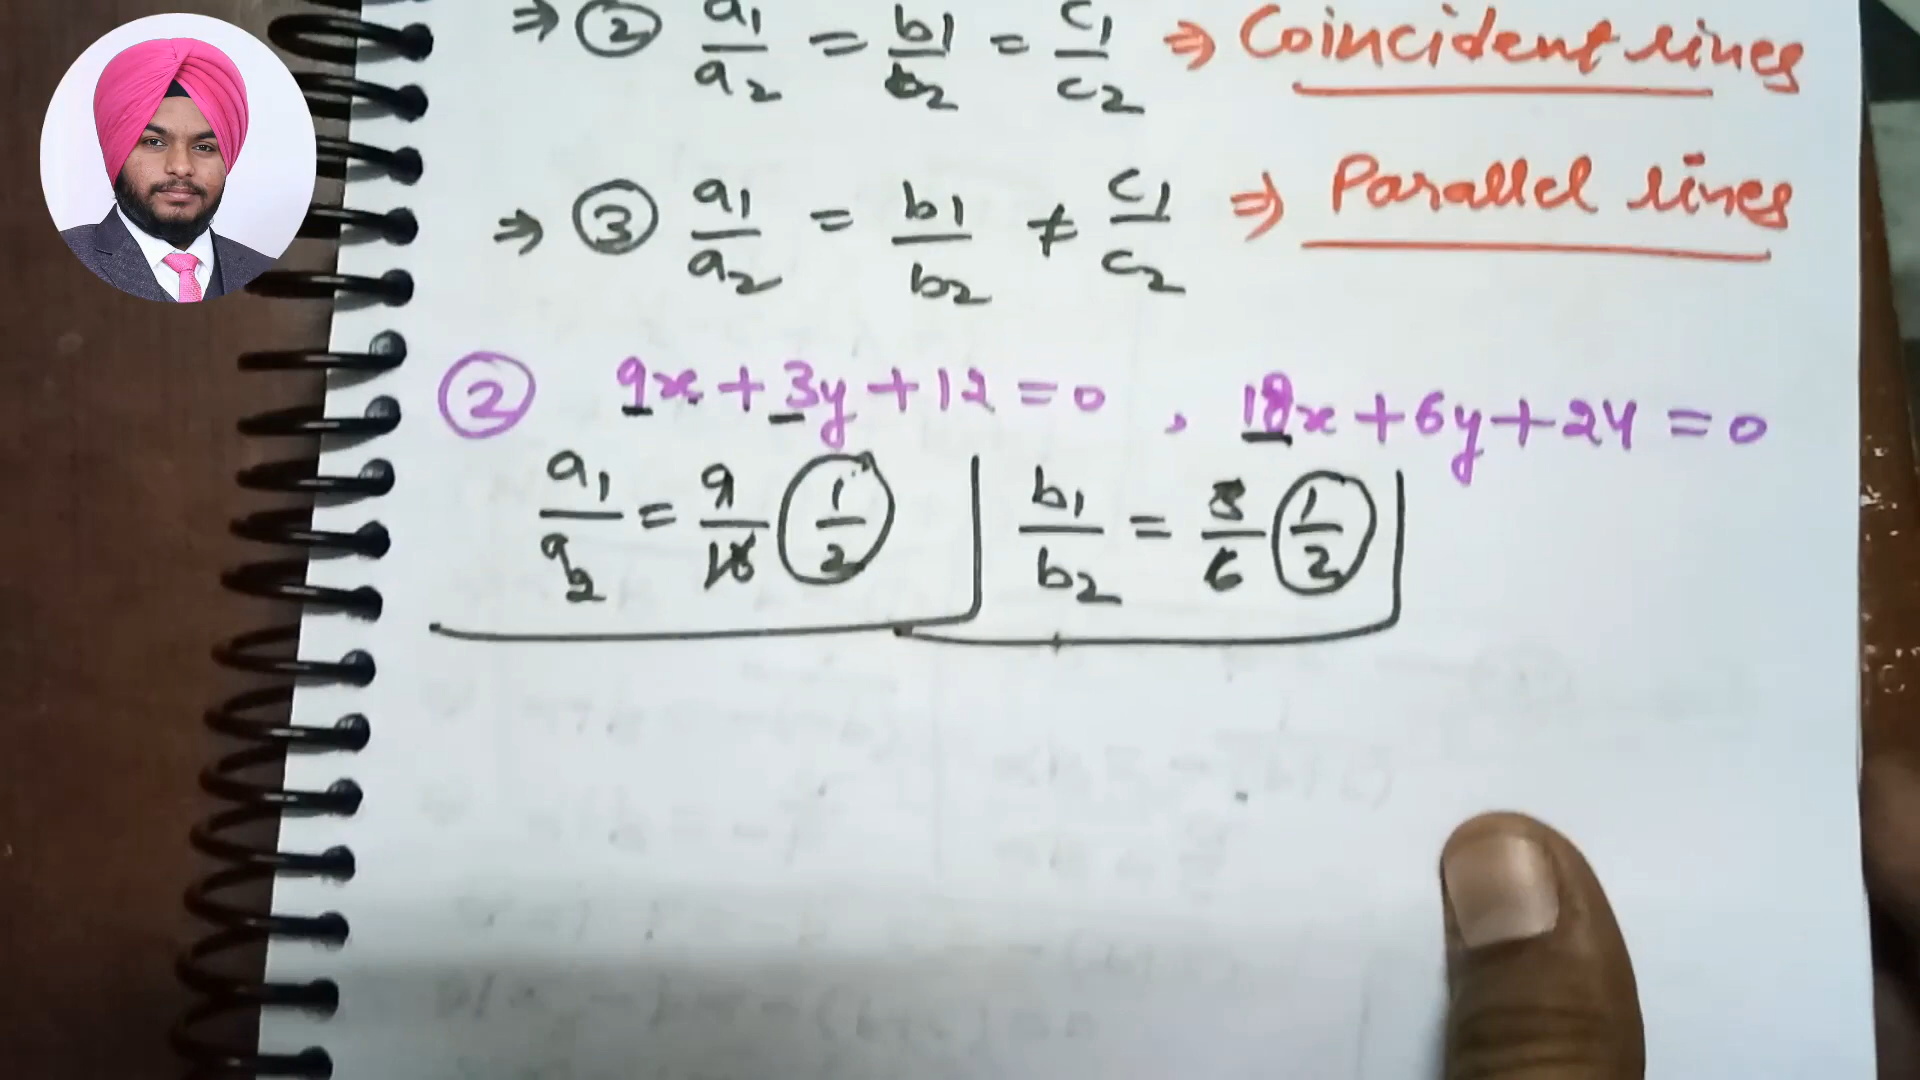 ⇒ ② a1/a2 = b1/b2 = c1/c2 ⇒ Coincident lines
⇒ ③ a1/a2 = b1/b2 ≠ c1/c2 ⇒ Parallel lines
② 9x + 3y + 12 = 0 , 18x + 6y + 24 = 0
a1/a2 = 9/18 1/2 b1/b2 = 3/6 1/2